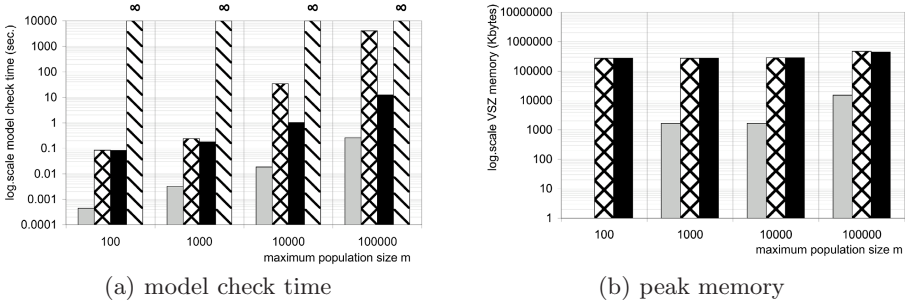 ∞ ∞ ∞ ∞
log.scale model check time (sec.)
10000
1000
100
10
1
0.1
0.01
0.001
0.0001
100 1000 10000 100000
maximum population size m
(a) model check time
log.scale VSZ memory (Kbytes)
10000000
1000000
100000
10000
1000
100
10
1
100 1000 10000 100000
maximum population size m
(b) peak memory